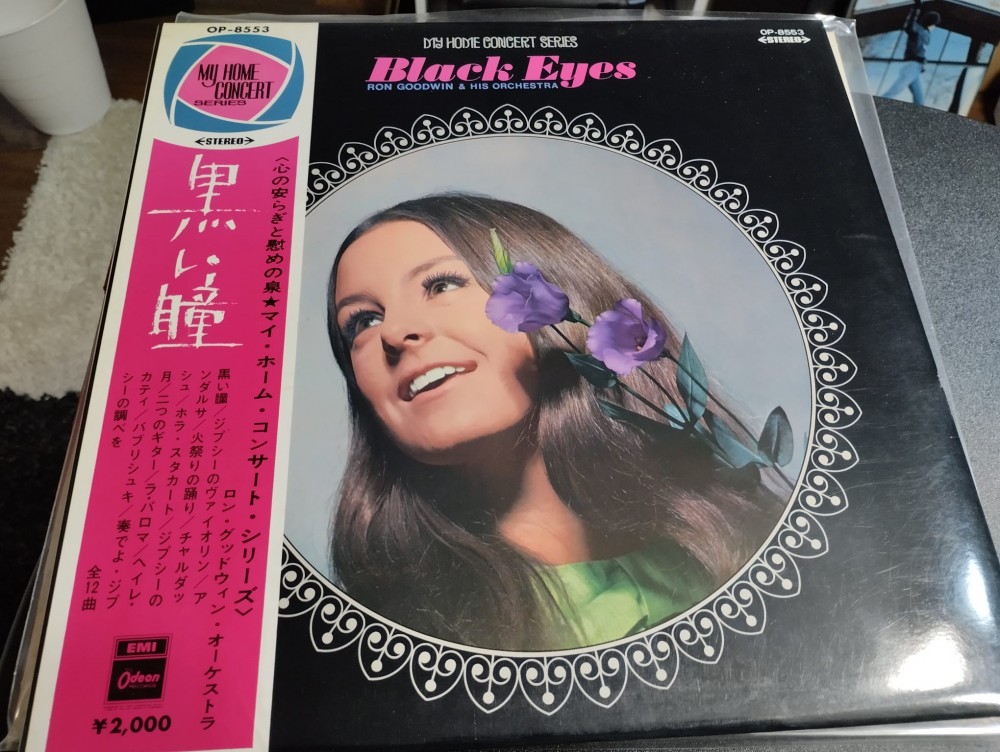 OP-8553
MY HOME
CONCERT
SERIES
STEREO
黒い瞳
〈心の安らぎと慰めの泉★マイ・ホーム・コンサート・シリーズ〉
ロン・グッドウィン・オーケストラ
黒い瞳/ジプシーのヴァイオリン/ア
ンダルサ/火祭りの踊り/チャルダッ
シュ/ホラ・スタカート/ジプシーの
月/二つのギター/ラ・パロマ/ヘイレ・
カティ/バブリシュキ/奏でよ・ジプ
シーの調べを
全12曲
EMI
Odeon
¥2,000
MY HOME CONCERT SERIES
Black Eyes
RON GOODWIN & HIS ORCHESTRA
OP-8553
STEREO